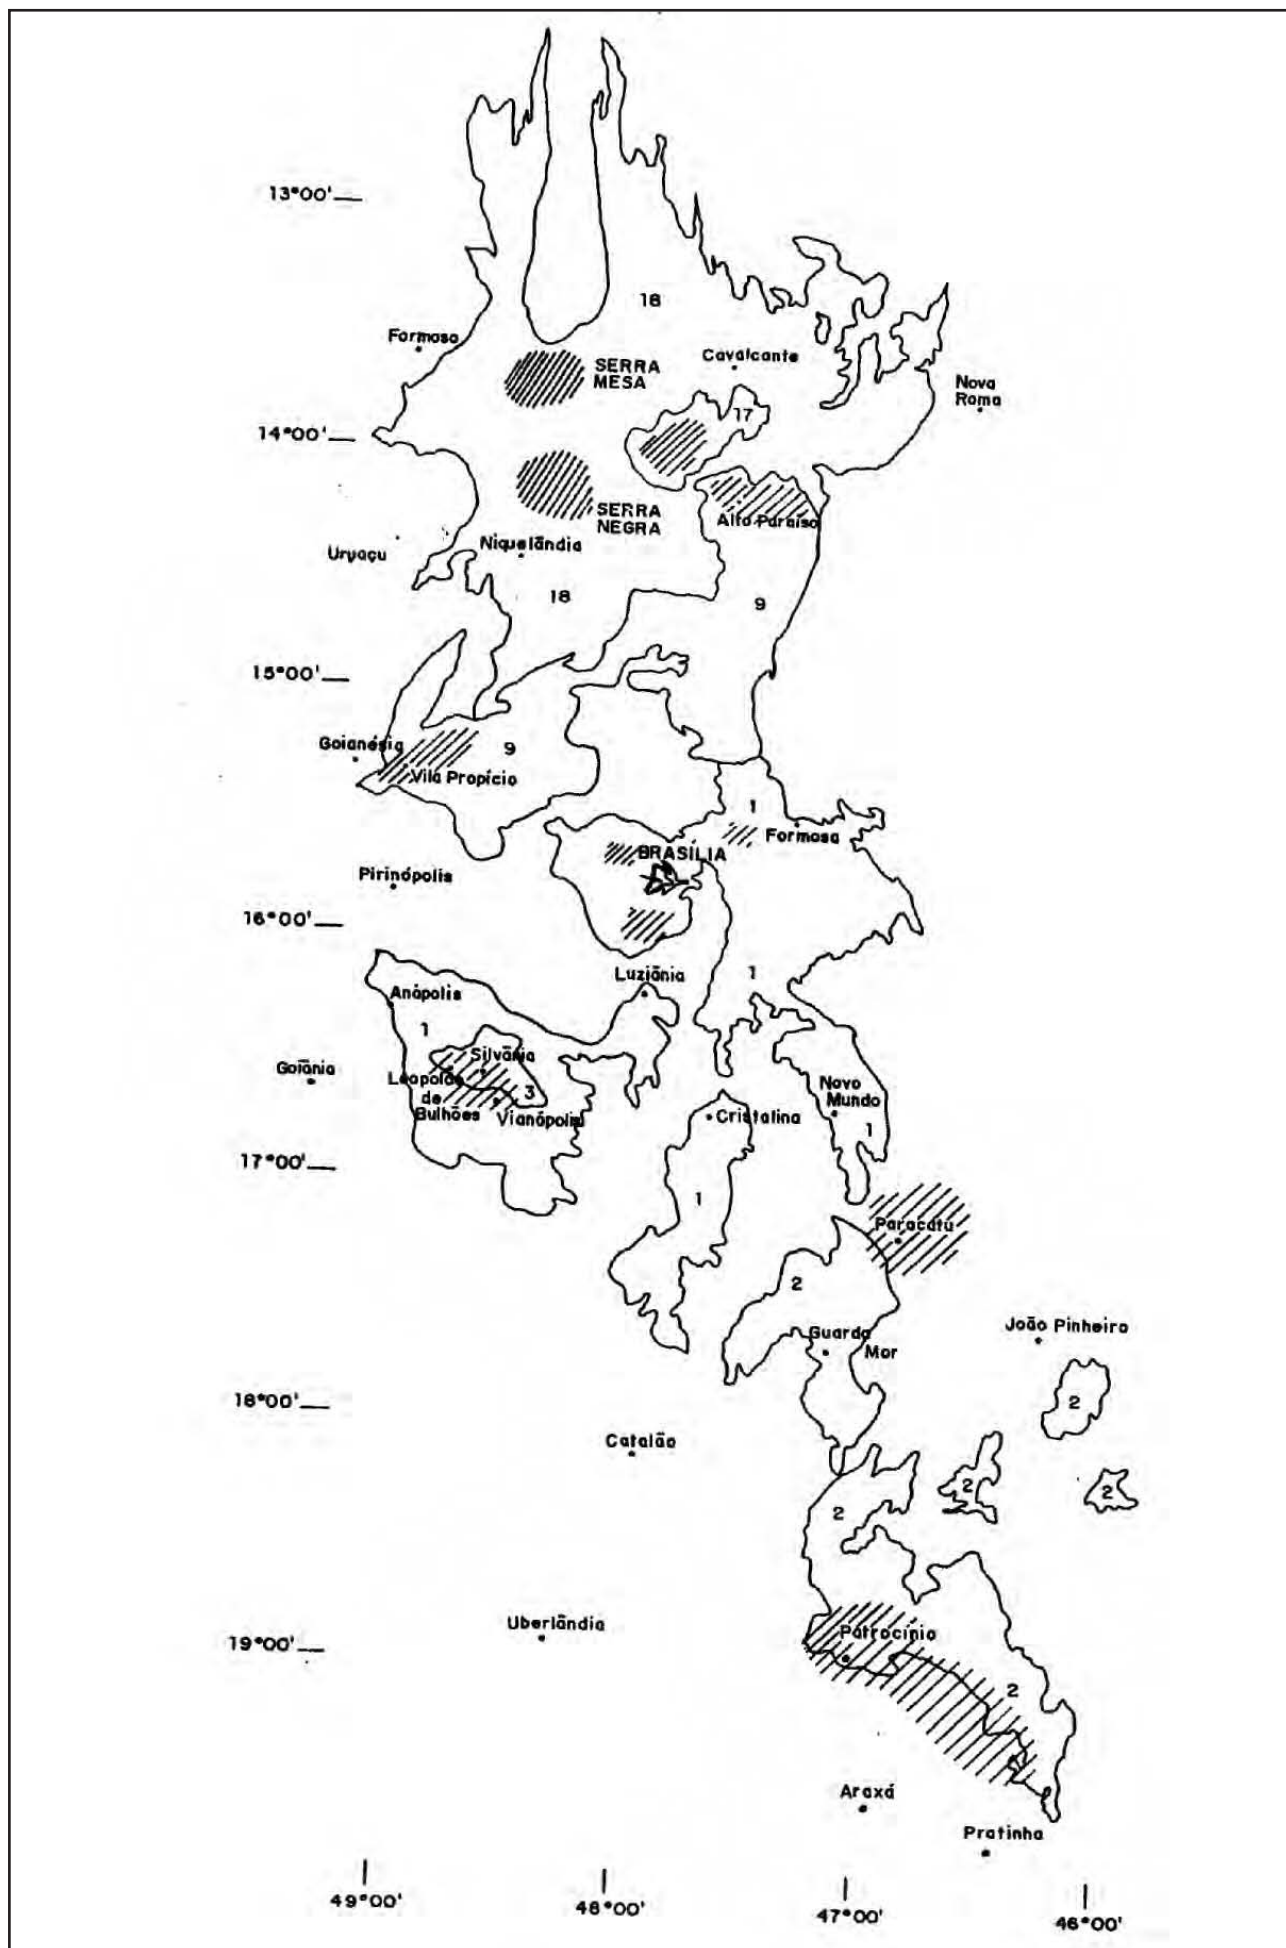 13°00'
18
Formosa
SERRA
MESA
Cavalcante
Nova
Roma
17
14°00'
SERRA
NEGRA
Alto Paraíso
Uruaçu
Niquelândia
18
9
15°00'
Goianésia
9
Vila Propício
1
Formosa
BRASÍLIA
Pirinópolis
16°00'
Luziânia
1
Anápolis
1
Silvânia
Goiânia
Leopoldo
de
Bulhões
3
Vianópolis
Novo
Mundo
Cristalina
1
17°00'
1
Paracatú
2
João Pinheiro
Guarda
Mor
2
18°00'
Catalão
2
2
2
Uberlândia
Patrocínio
19°00'
2
Araxá
Pratinha
49°00'
48°00'
47°00'
46°00'